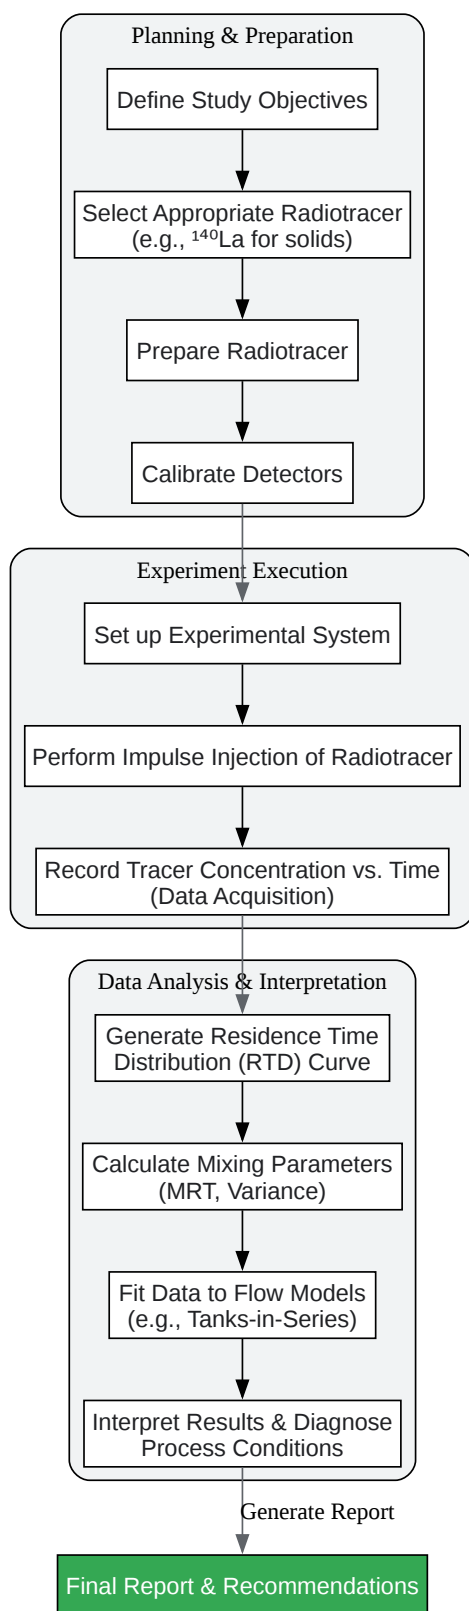 Planning & Preparation
Define Study Objectives
Select Appropriate Radiotracer
(e.g., ¹⁴⁰La for solids)
Prepare Radiotracer
Calibrate Detectors
Experiment Execution
Set up Experimental System
Perform Impulse Injection of Radiotracer
Record Tracer Concentration vs. Time
(Data Acquisition)
Data Analysis & Interpretation
Generate Residence Time
Distribution (RTD) Curve
Calculate Mixing Parameters
(MRT, Variance)
Fit Data to Flow Models
(e.g., Tanks-in-Series)
Interpret Results & Diagnose
Process Conditions
Generate Report
Final Report & Recommendations